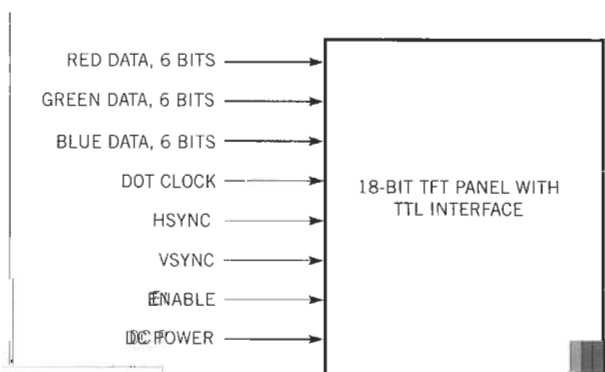 RED DATA, 6 BITS
GREEN DATA, 6 BITS
BLUE DATA, 6 BITS
DOT CLOCK
HSYNC
VSYNC
ENABLE
DC POWER
18-BIT TFT PANEL WITH
TTL INTERFACE